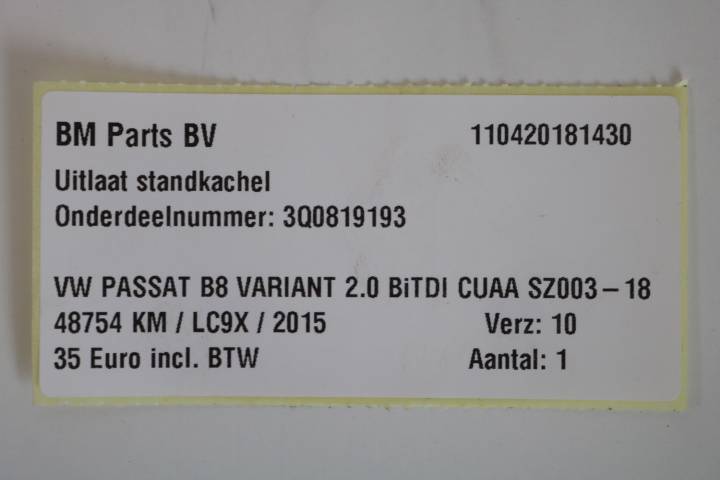 BM Parts BV 110420181430
Uitlaat standkachel
Onderdeelnummer: 3Q0819193
VW PASSAT B8 VARIANT 2.0 BiTDI CUAA SZ003-18
48754 KM / LC9X / 2015 Verz: 10
35 Euro incl. BTW Aantal: 1